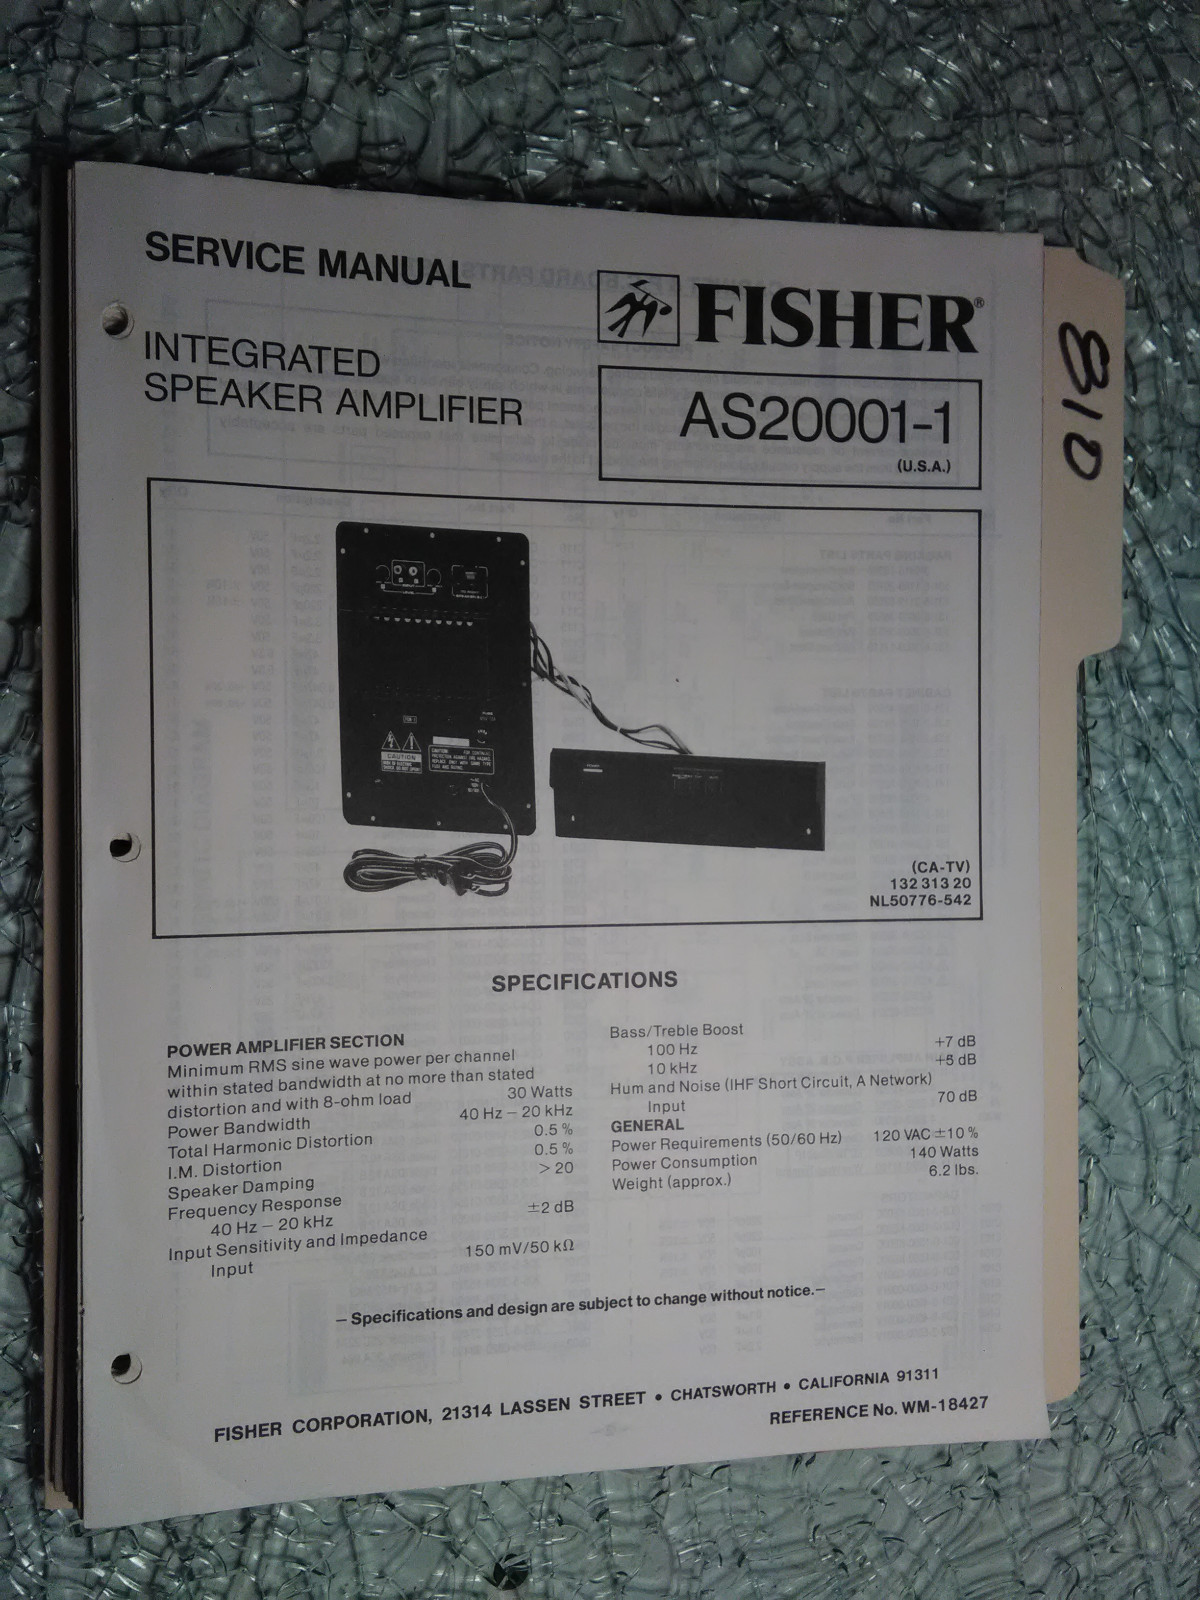 SERVICE MANUAL
FISHER®
INTEGRATED
SPEAKER AMPLIFIER
AS20001-1
(U.S.A.)
810
CAUTION
(CA-TV)
132 313 20
NL50776-542
SPECIFICATIONS
POWER AMPLIFIER SECTION
Minimum RMS sine wave power per channel
within stated bandwidth at no more than stated
distortion and with 8-ohm load 30 Watts
Power Bandwidth 40 Hz – 20 kHz
Total Harmonic Distortion 0.5 %
I.M. Distortion 0.5 %
Speaker Damping > 20
Frequency Response
40 Hz – 20 kHz ±2 dB
Input Sensitivity and Impedance
Input 150 mV/50 kΩ
Bass/Treble Boost
100 Hz +7 dB
10 kHz +5 dB
Hum and Noise (IHF Short Circuit, A Network)
Input 70 dB
GENERAL
Power Requirements (50/60 Hz) 120 VAC ±10 %
Power Consumption 140 Watts
Weight (approx.) 6.2 lbs.
– Specifications and design are subject to change without notice.–
FISHER CORPORATION, 21314 LASSEN STREET • CHATSWORTH • CALIFORNIA 91311
REFERENCE No. WM-18427